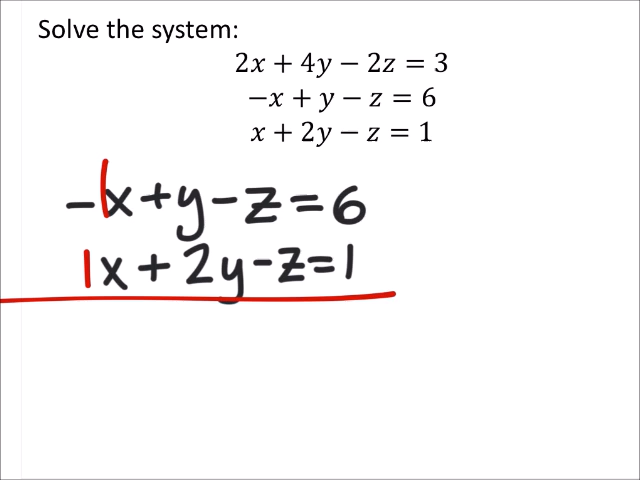 Solve the system:
2x + 4y − 2z = 3
−x + y − z = 6
x + 2y − z = 1
-1x+y-z=6
1x+2y-z=1